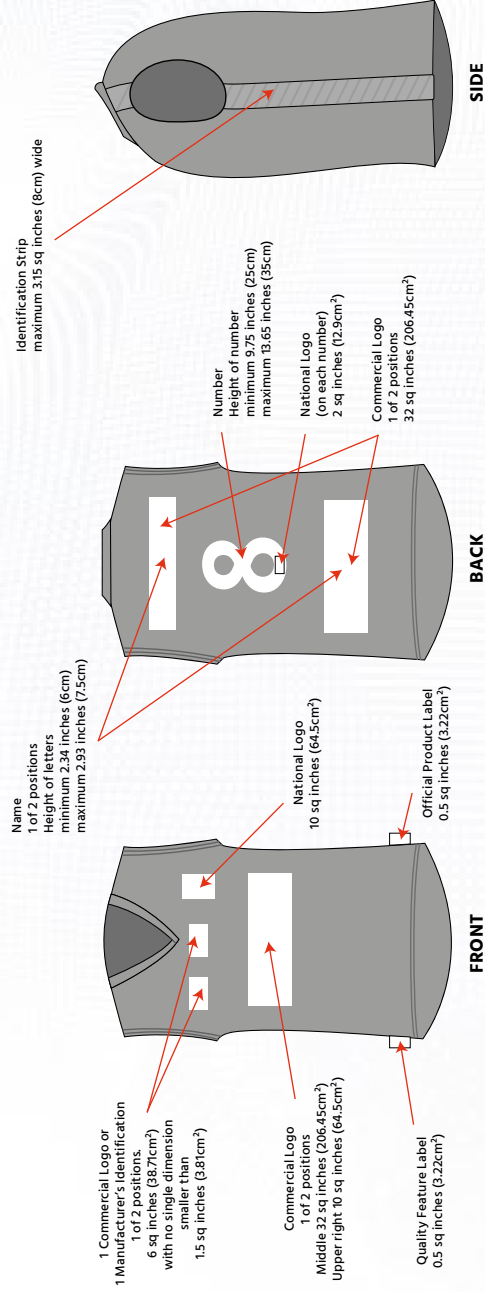 1 Commercial Logo or
1 Manufacturer's Identification
1 of 2 positions.
6 sq inches (38.71cm²)
with no single dimension
smaller than
1.5 sq inches (3.81cm²)
Commercial Logo
1 of 2 positions
Middle 32 sq inches (206.45cm²)
Upper right 10 sq inches (64.5cm²)
Quality Feature Label
0.5 sq inches (3.22cm²)
National Logo
10 sq inches (64.5cm²)
Official Product Label
0.5 sq inches (3.22cm²)
FRONT
Name
1 of 2 positions
Height of letters
minimum 2.34 inches (6cm)
maximum 2.93 inches (7.5cm)
8
Number
Height of number
minimum 9.75 inches (25cm)
maximum 13.65 inches (35cm)
National Logo
(on each number)
2 sq inches (12.9cm²)
Commercial Logo
1 of 2 positions
32 sq inches (206.45cm²)
BACK
Identification Strip
maximum 3.15 sq inches (8cm) wide
SIDE